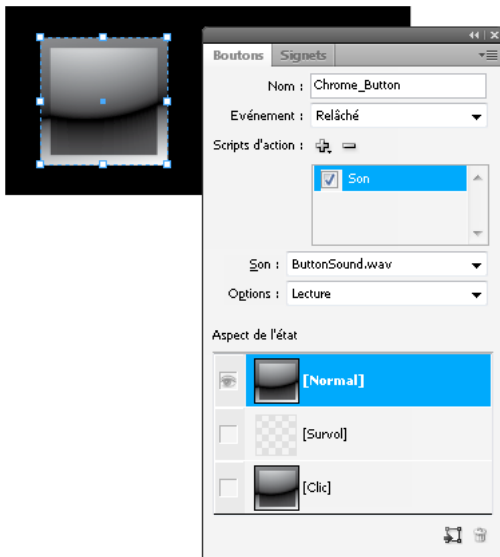 Boutons Signets
Nom : Chrome_Button
Evénement : Relâché
Scripts d'action :
Son
Son : ButtonSound.wav
Options : Lecture
Aspect de l'état
[Normal]
[Survol]
[Clic]